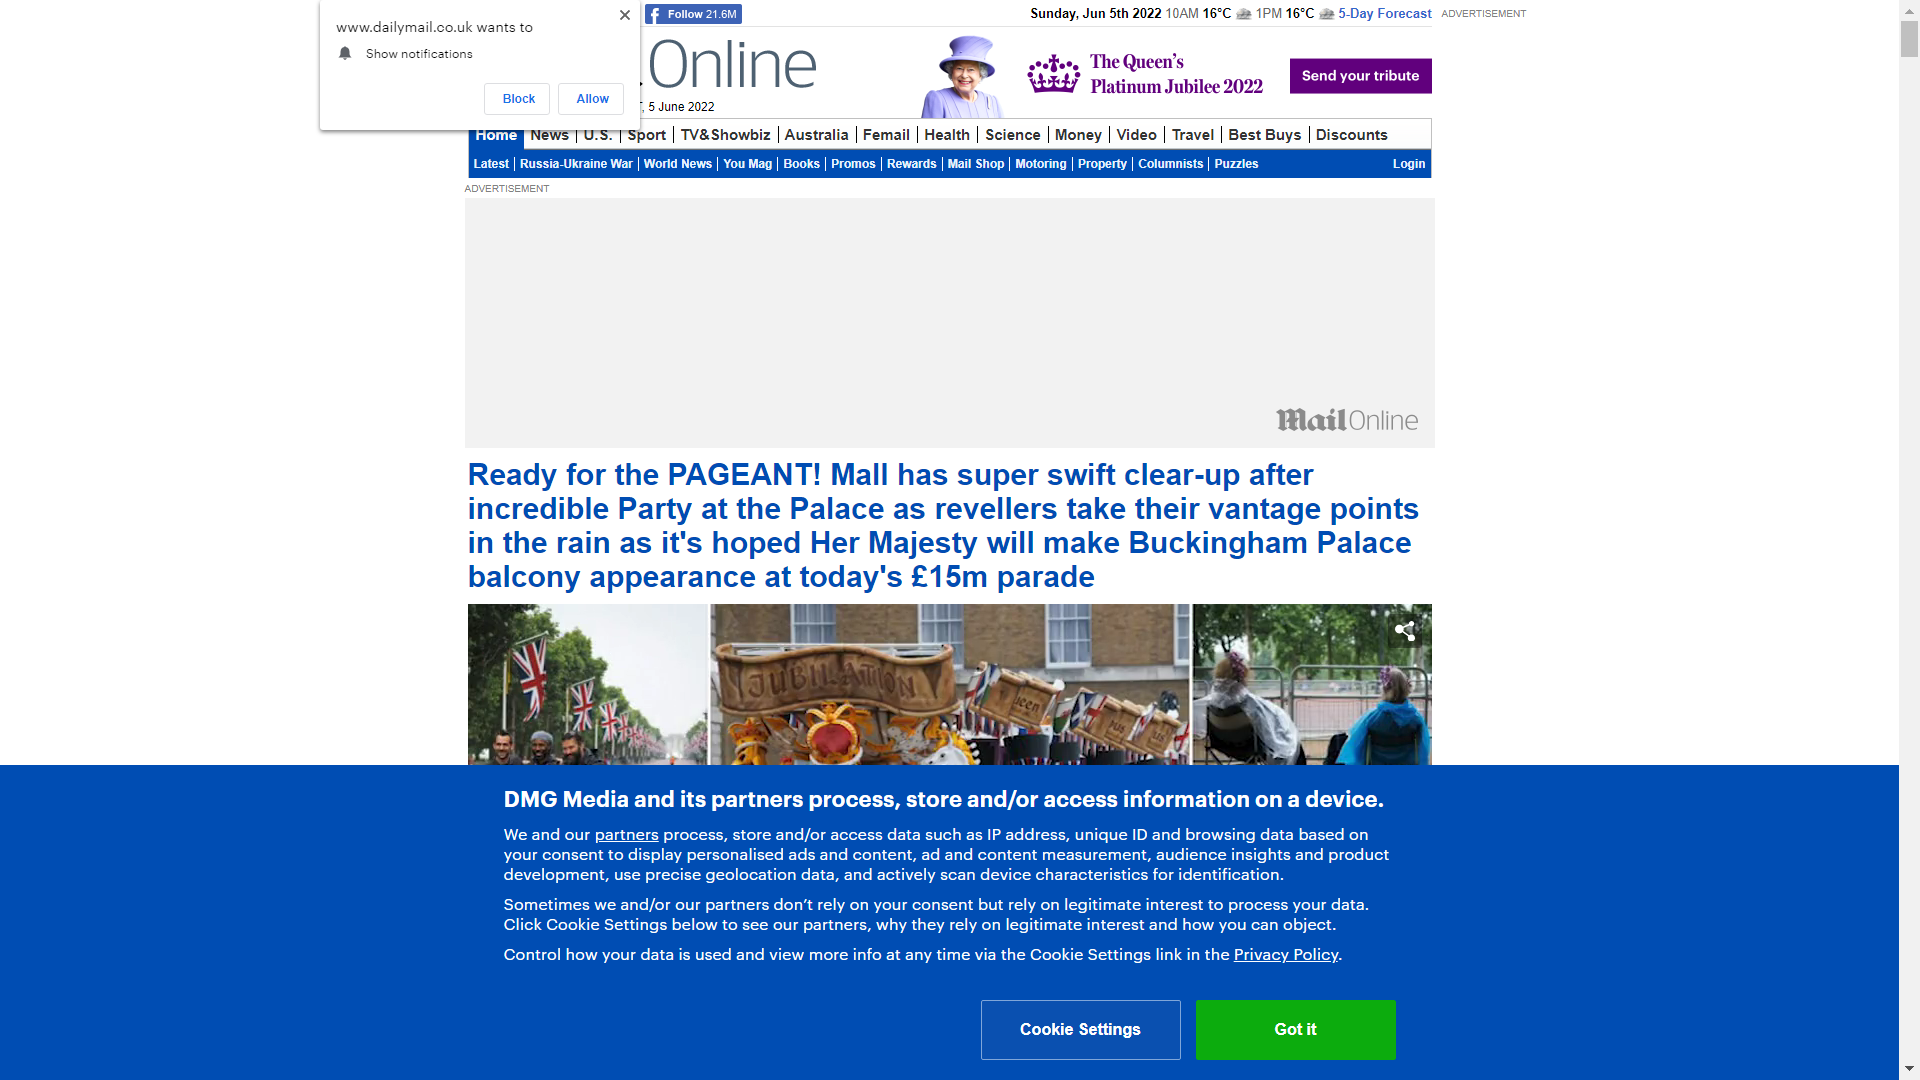 www.dailymail.co.uk wants to
Show notifications
Block
Allow
Follow 21.6M
Sunday, Jun 5th 2022 10AM 16°C 1PM 16°C 5-Day Forecast
ADVERTISEMENT
Online
, 5 June 2022
The Queen's
Platinum Jubilee 2022
Send your tribute
Home News U.S. Sport TV&Showbiz Australia Femail Health Science Money Video Travel Best Buys Discounts
Latest Russia-Ukraine War World News You Mag Books Promos Rewards Mail Shop Motoring Property Columnists Puzzles Login
ADVERTISEMENT
Mail Online
Ready for the PAGEANT! Mall has super swift clear-up after
incredible Party at the Palace as revellers take their vantage points
in the rain as it's hoped Her Majesty will make Buckingham Palace
balcony appearance at today's £15m parade
JUBILATION
DMG Media and its partners process, store and/or access information on a device.
We and our partners process, store and/or access data such as IP address, unique ID and browsing data based on
your consent to display personalised ads and content, ad and content measurement, audience insights and product
development, use precise geolocation data, and actively scan device characteristics for identification.
Sometimes we and/or our partners don’t rely on your consent but rely on legitimate interest to process your data.
Click Cookie Settings below to see our partners, why they rely on legitimate interest and how you can object.
Control how your data is used and view more info at any time via the Cookie Settings link in the Privacy Policy.
Cookie Settings
Got it